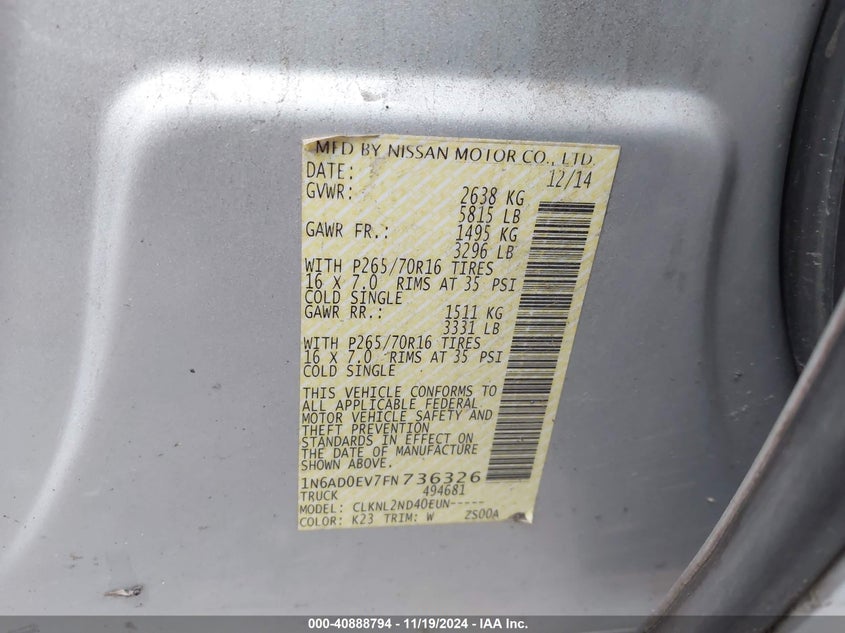 MFD BY NISSAN MOTOR CO., LTD.
DATE: 12/14
GVWR: 2638 KG
5815 LB
GAWR FR.: 1495 KG
3296 LB
WITH P265/70R16 TIRES
16 X 7.0 RIMS AT 35 PSI
COLD SINGLE
GAWR RR.: 1511 KG
3331 LB
WITH P265/70R16 TIRES
16 X 7.0 RIMS AT 35 PSI
COLD SINGLE
THIS VEHICLE CONFORMS TO
ALL APPLICABLE FEDERAL
MOTOR VEHICLE SAFETY AND
THEFT PREVENTION
STANDARDS IN EFFECT ON
THE DATE OF MANUFACTURE
SHOWN ABOVE.
1N6AD0EV7FN736326
TRUCK 494681
MODEL: CLKNL2ND40EUN-----
COLOR: K23 TRIM: W ZS00A
000-40888794 - 11/19/2024 - IAA Inc.